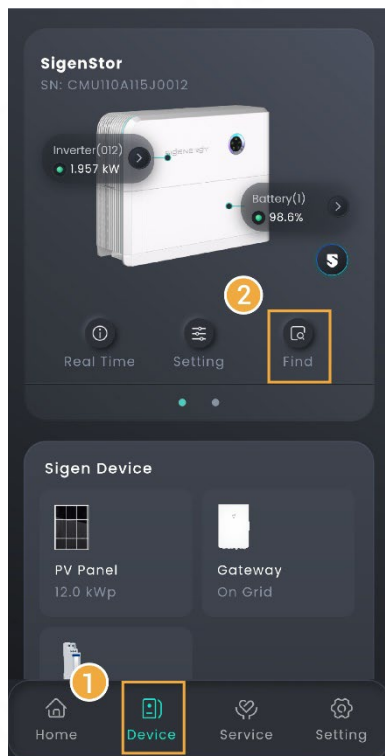 SigenStor
SN: CMU110A115J0012
Inverter(012)
1.957 kW
SIGENERGY
Battery(1)
98.6%
S
2
Real Time
Setting
Find
Sigen Device
PV Panel
12.0 kWp
Gateway
On Grid
1
Home
Device
Service
Setting